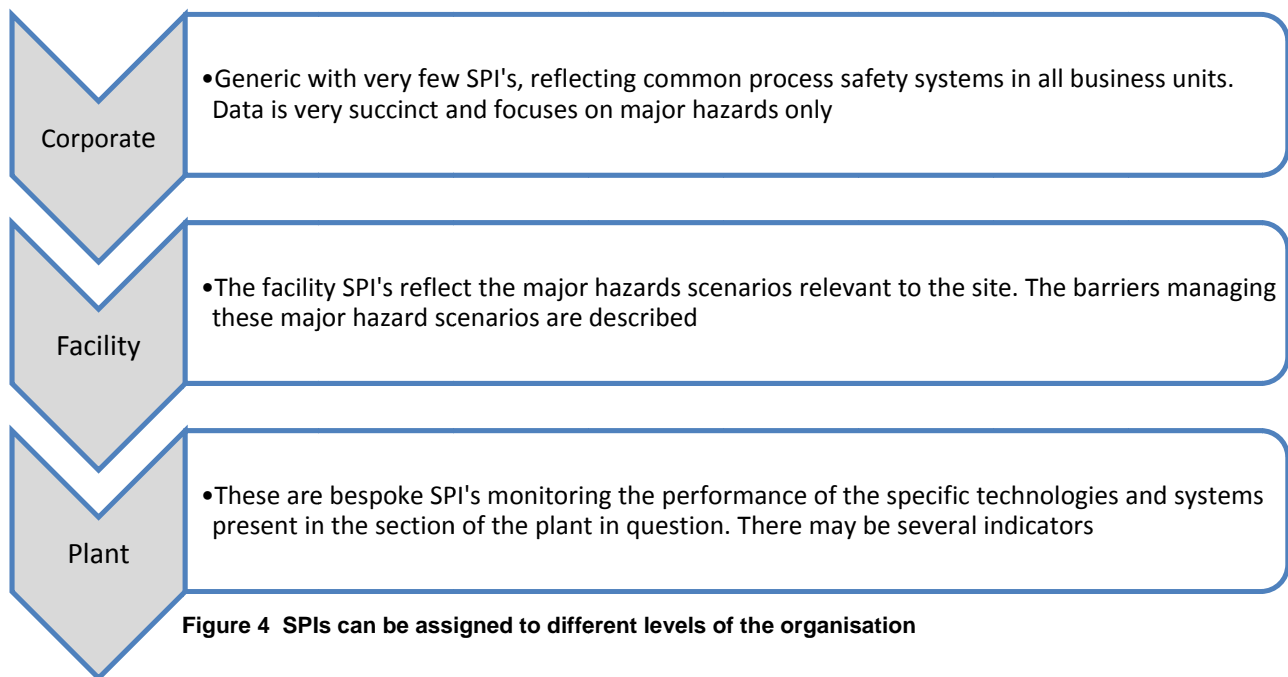 Corporate
•Generic with very few SPI's, reflecting common process safety systems in all business units.
Data is very succinct and focuses on major hazards only
Facility
•The facility SPI's reflect the major hazards scenarios relevant to the site. The barriers managing
these major hazard scenarios are described
Plant
•These are bespoke SPI's monitoring the performance of the specific technologies and systems
present in the section of the plant in question. There may be several indicators
Figure 4 SPIs can be assigned to different levels of the organisation